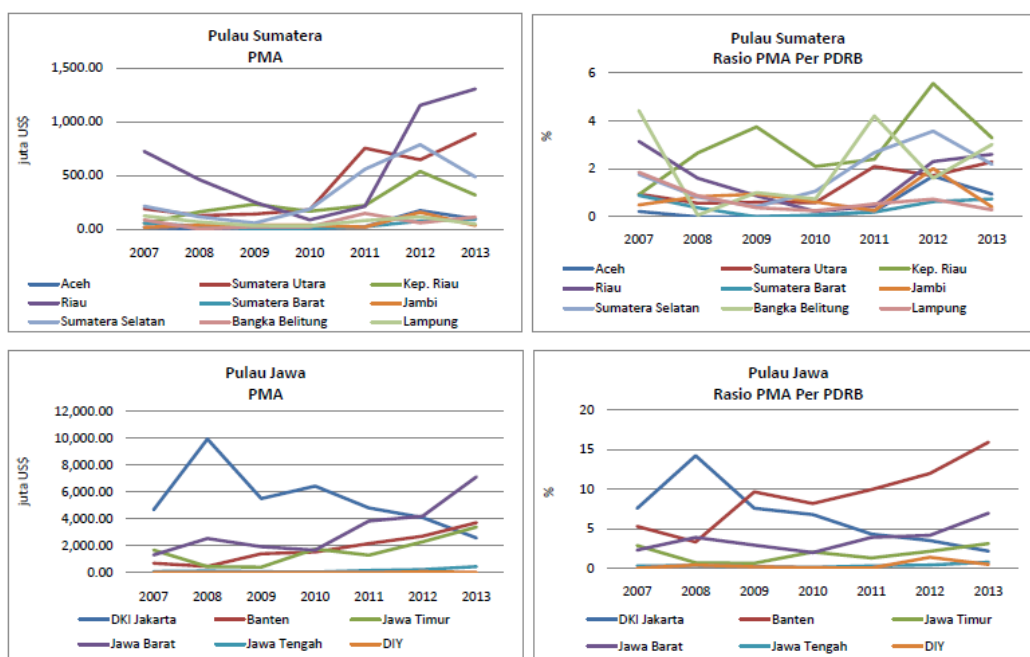 Pulau Sumatera
PMA
juta US$
1,500.00
1,000.00
500.00
0.00
2007 2008 2009 2010 2011 2012 2013
Aceh Sumatera Utara Kep. Riau
Riau Sumatera Barat Jambi
Sumatera Selatan Bangka Belitung Lampung
Pulau Sumatera
Rasio PMA Per PDRB
%
6
4
2
0
2007 2008 2009 2010 2011 2012 2013
Aceh Sumatera Utara Kep. Riau
Riau Sumatera Barat Jambi
Sumatera Selatan Bangka Belitung Lampung
Pulau Jawa
PMA
juta US$
12,000.00
10,000.00
8,000.00
6,000.00
4,000.00
2,000.00
0.00
2007 2008 2009 2010 2011 2012 2013
DKI Jakarta Banten Jawa Timur
Jawa Barat Jawa Tengah DIY
Pulau Jawa
Rasio PMA Per PDRB
%
20
15
10
5
0
2007 2008 2009 2010 2011 2012 2013
DKI Jakarta Banten Jawa Timur
Jawa Barat Jawa Tengah DIY